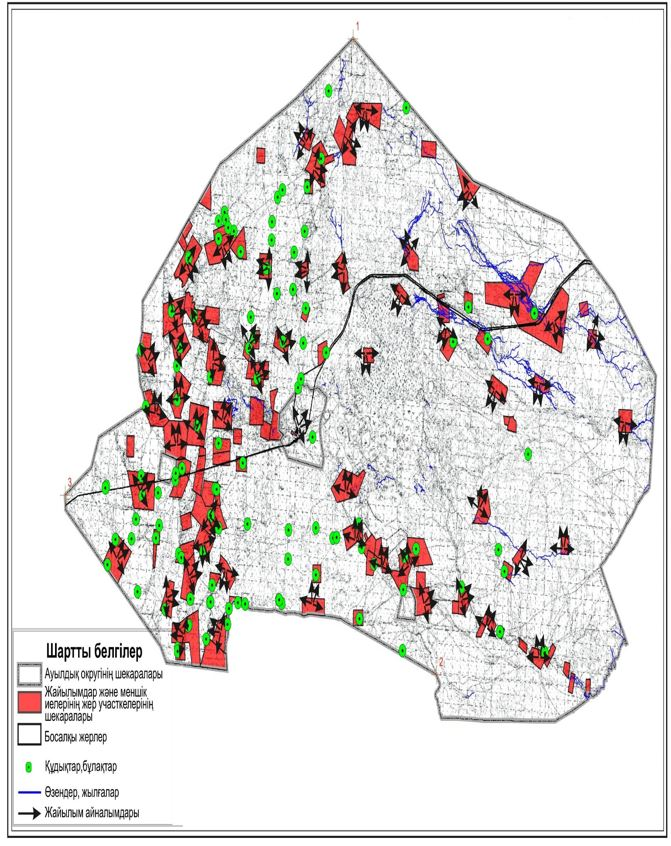 1
3
2
Шартты белгілер
Ауылдық округінің шекаралары
Жайылымдар және меншік
иелерінің жер участкелерінің
шекаралары
Босалқы жерлер
Құдықтар,бұлақтар
Өзендер, жылғалар
Жайылым айналымдары